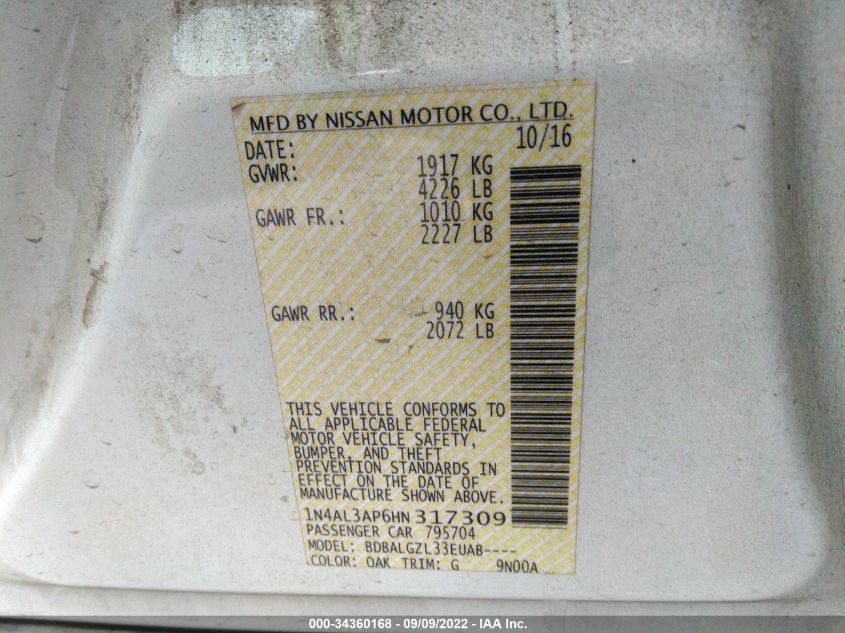 MFD BY NISSAN MOTOR CO., LTD.
DATE: 10/16
GVWR: 1917 KG
4226 LB
GAWR FR.: 1010 KG
2227 LB
GAWR RR.: 940 KG
2072 LB
THIS VEHICLE CONFORMS TO
ALL APPLICABLE FEDERAL
MOTOR VEHICLE SAFETY,
BUMPER, AND THEFT
PREVENTION STANDARDS IN
EFFECT ON THE DATE OF
MANUFACTURE SHOWN ABOVE.
1N4AL3AP6HN317309
PASSENGER CAR 795704
MODEL: BDBALGZL33EUAB----
COLOR: QAK TRIM: G 9N00A
000-34360168 - 09/09/2022 - IAA Inc.